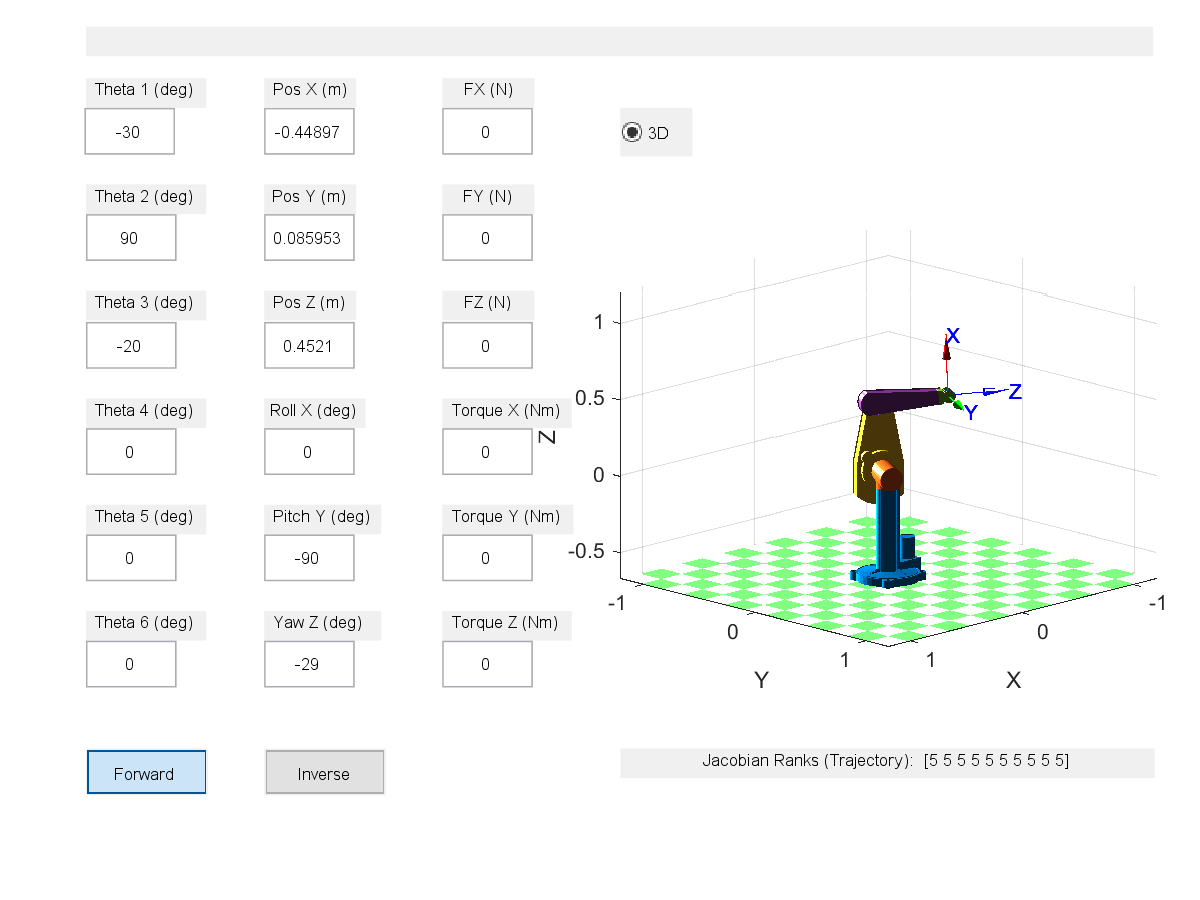 Theta 1 (deg) Pos X (m) FX (N)
-30 -0.44897 0 3D
Theta 2 (deg) Pos Y (m) FY (N)
90 0.085953 0
Theta 3 (deg) Pos Z (m) FZ (N)
-20 0.4521 0
Theta 4 (deg) Roll X (deg) Torque X (Nm)
0 0 0
Theta 5 (deg) Pitch Y (deg) Torque Y (Nm)
0 -90 0
Theta 6 (deg) Yaw Z (deg) Torque Z (Nm)
0 -29 0
Forward Inverse
1
0.5
0
-0.5
Z
X
Z
Y
-1 0 1 1 0 -1
Y X
Jacobian Ranks (Trajectory): [5 5 5 5 5 5 5 5 5 5]